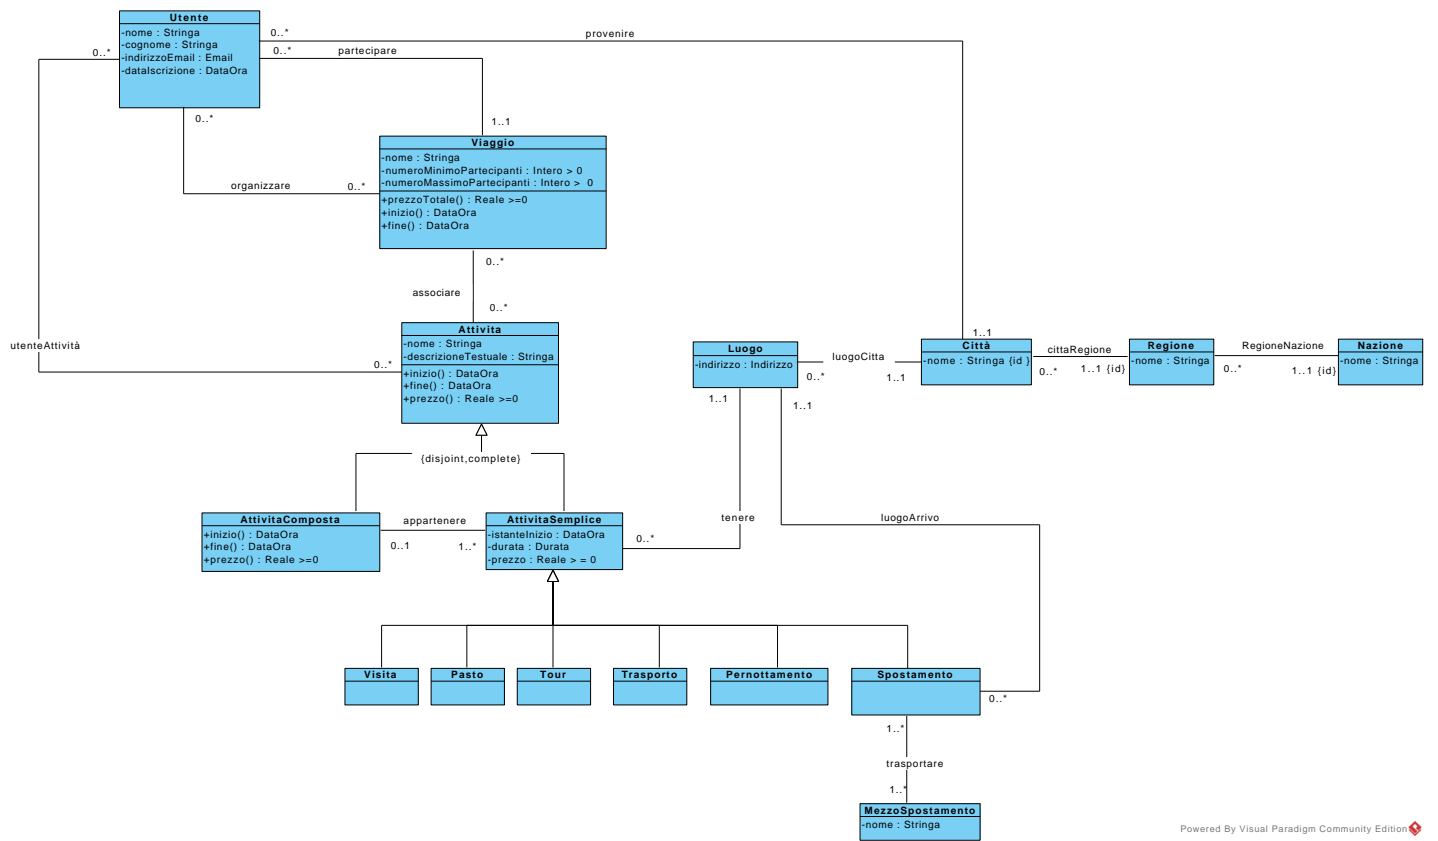 Utente
-nome : Stringa
-cognome : Stringa
-indirizzoEmail : Email
-dataIscrizione : DataOra
0..*
0..*
provenire
0..*
partecipare
0..*
1..1
Viaggio
-nome : Stringa
-numeroMinimoPartecipanti : Intero > 0
-numeroMassimoPartecipanti : Intero >  0
+prezzoTotale() : Reale >=0
+inizio() : DataOra
+fine() : DataOra
organizzare
0..*
0..*
associare
0..*
utenteAttività
0..*
Attivita
-nome : Stringa
-descrizioneTestuale : Stringa
+inizio() : DataOra
+fine() : DataOra
+prezzo() : Reale >=0
Luogo
-indirizzo : Indirizzo
luogoCitta
0..*
1..1
1..1
Città
-nome : Stringa {id }
cittaRegione
0..*
1..1 {id}
Regione
-nome : Stringa
RegioneNazione
0..*
1..1 {id}
Nazione
-nome : Stringa
1..1
1..1
{disjoint,complete}
AttivitaComposta
+inizio() : DataOra
+fine() : DataOra
+prezzo() : Reale >=0
appartenere
0..1
1..*
AttivitaSemplice
-istanteInizio : DataOra
-durata : Durata
-prezzo : Reale > = 0
0..*
tenere
luogoArrivo
Visita
Pasto
Tour
Trasporto
Pernottamento
Spostamento
0..*
1..*
trasportare
1..*
MezzoSpostamento
-nome : Stringa
Powered By Visual Paradigm Community Edition